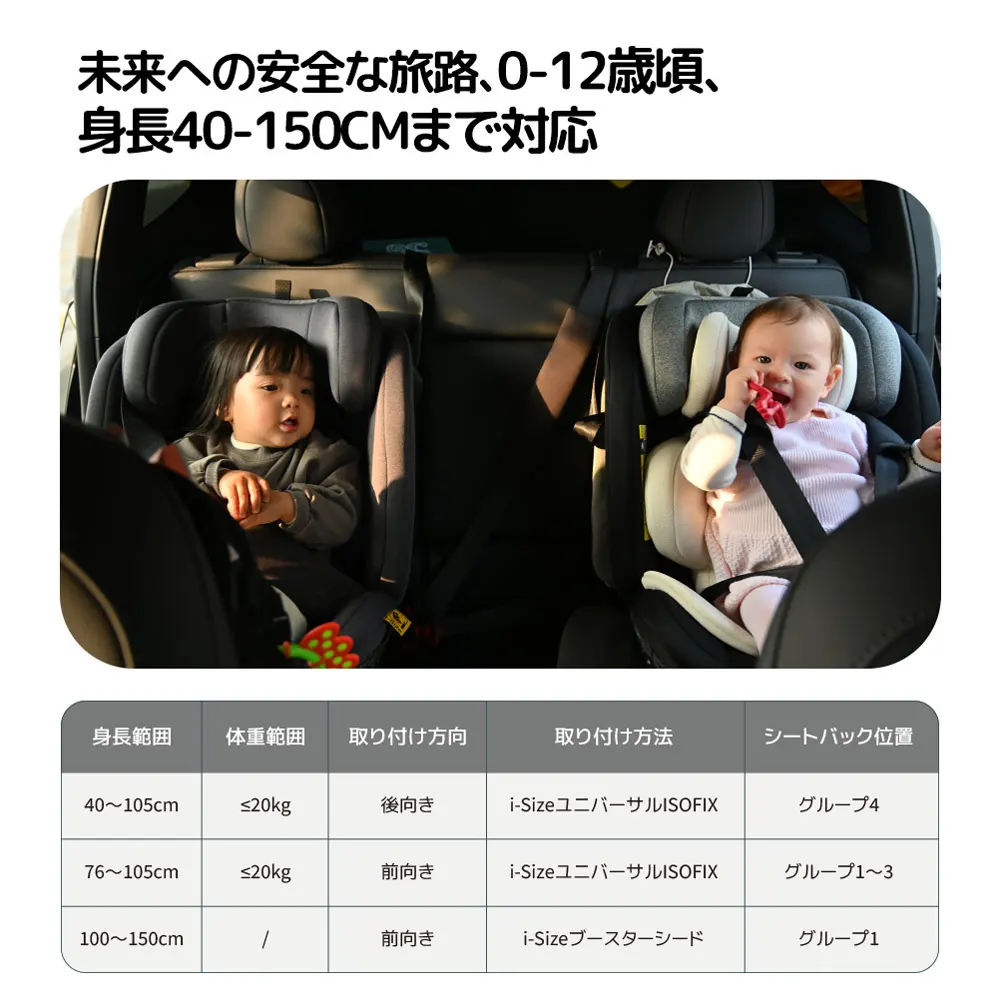 未来への安全な旅路、0-12歳頃、
身長40-150CMまで対応
身長範囲 体重範囲 取り付け方向 取り付け方法 シートバック位置
40〜105cm ≤20kg 後向き i-SizeユニバーサルISOFIX グループ4
76〜105cm ≤20kg 前向き i-SizeユニバーサルISOFIX グループ1〜3
100〜150cm / 前向き i-Sizeブースターシード グループ1